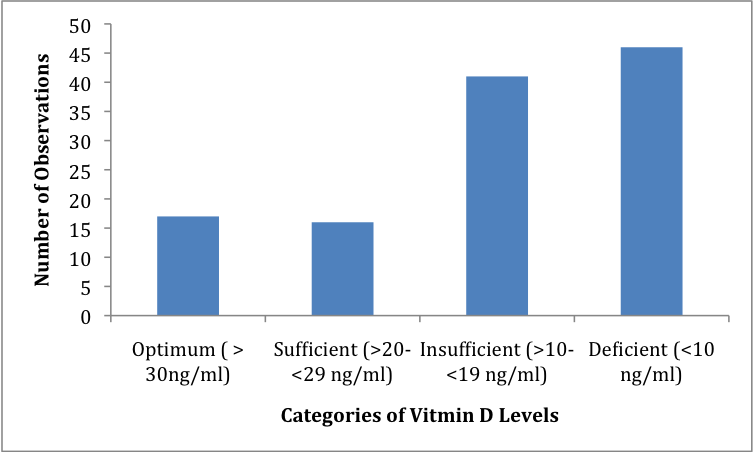 50
45
40
35
30
25
20
15
10
5
0
Number of Observations
Optimum ( >
30ng/ml)
Sufficient (>20-
<29 ng/ml)
Insufficient (>10-
<19 ng/ml)
Deficient (<10
ng/ml)
Categories of Vitmin D Levels